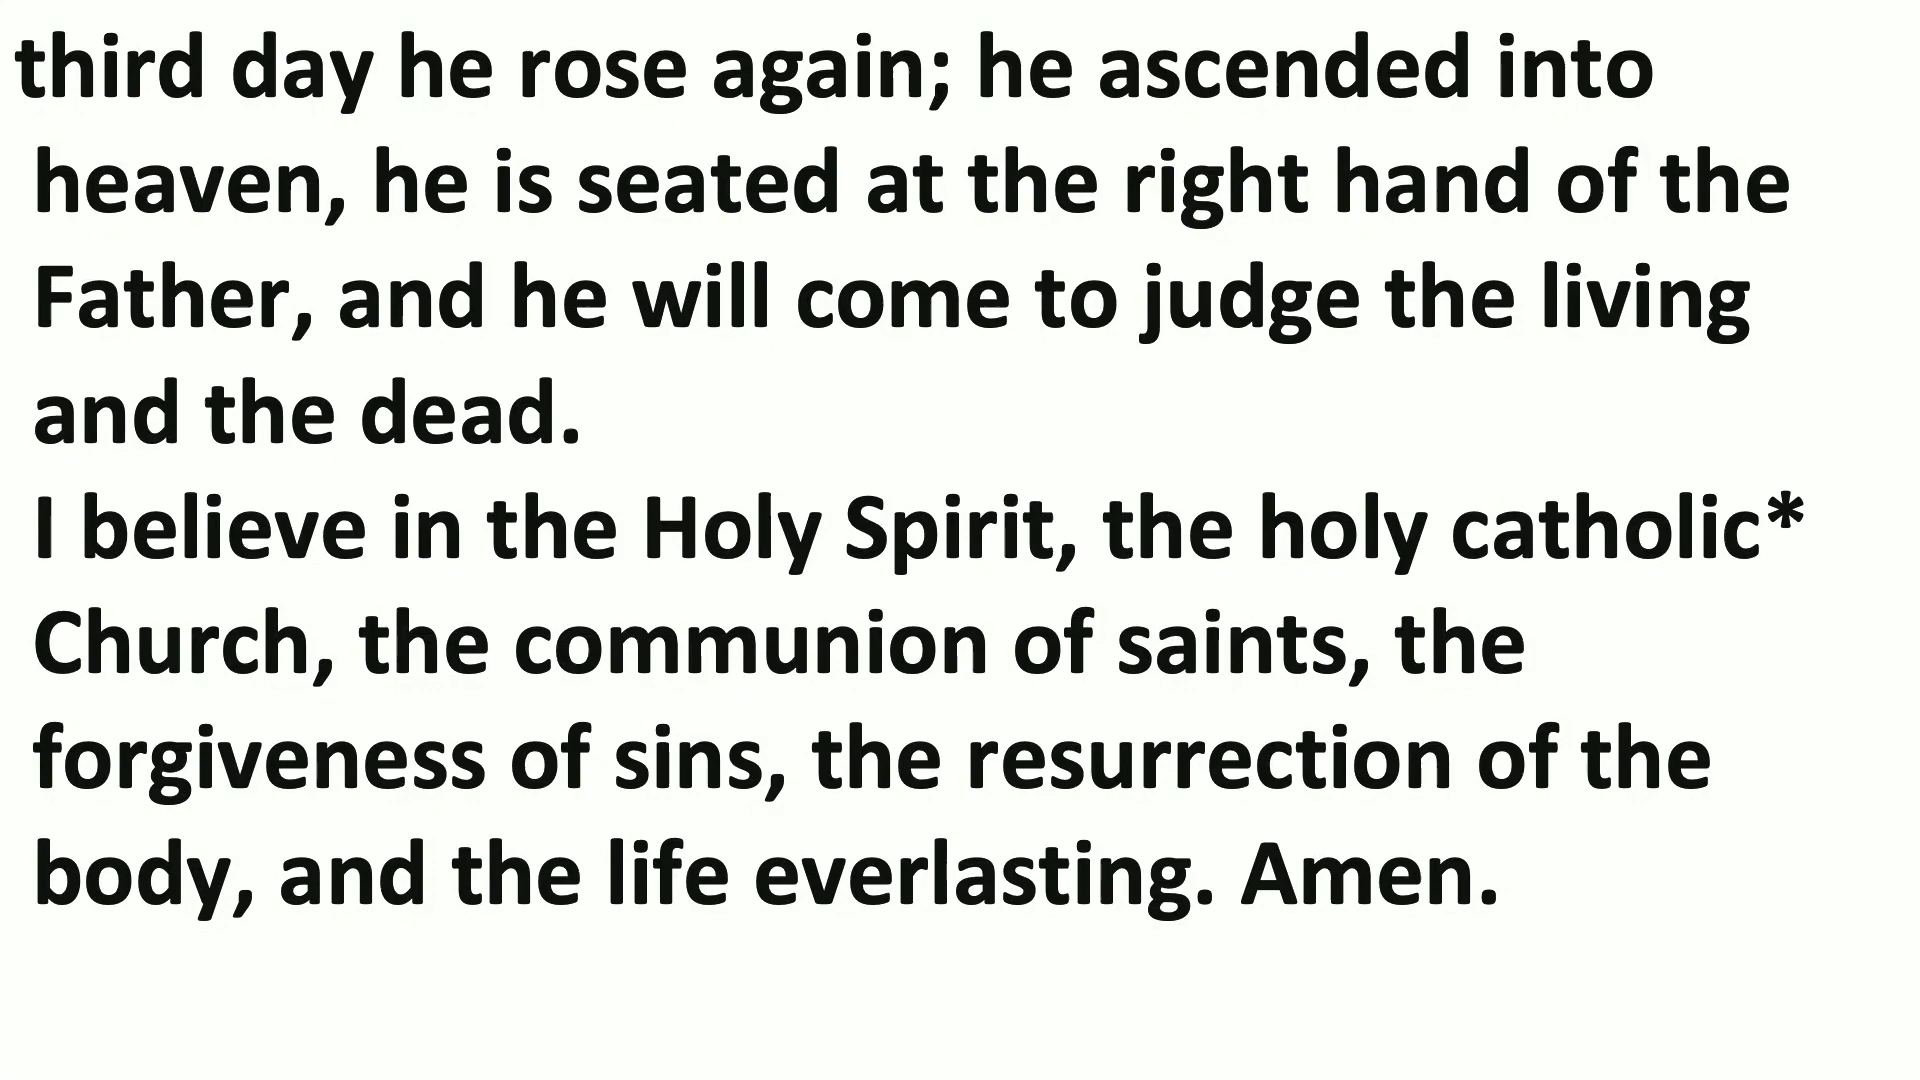 third day he rose again; he ascended into
heaven, he is seated at the right hand of the
Father, and he will come to judge the living
and the dead.
I believe in the Holy Spirit, the holy catholic*
Church, the communion of saints, the
forgiveness of sins, the resurrection of the
body, and the life everlasting. Amen.